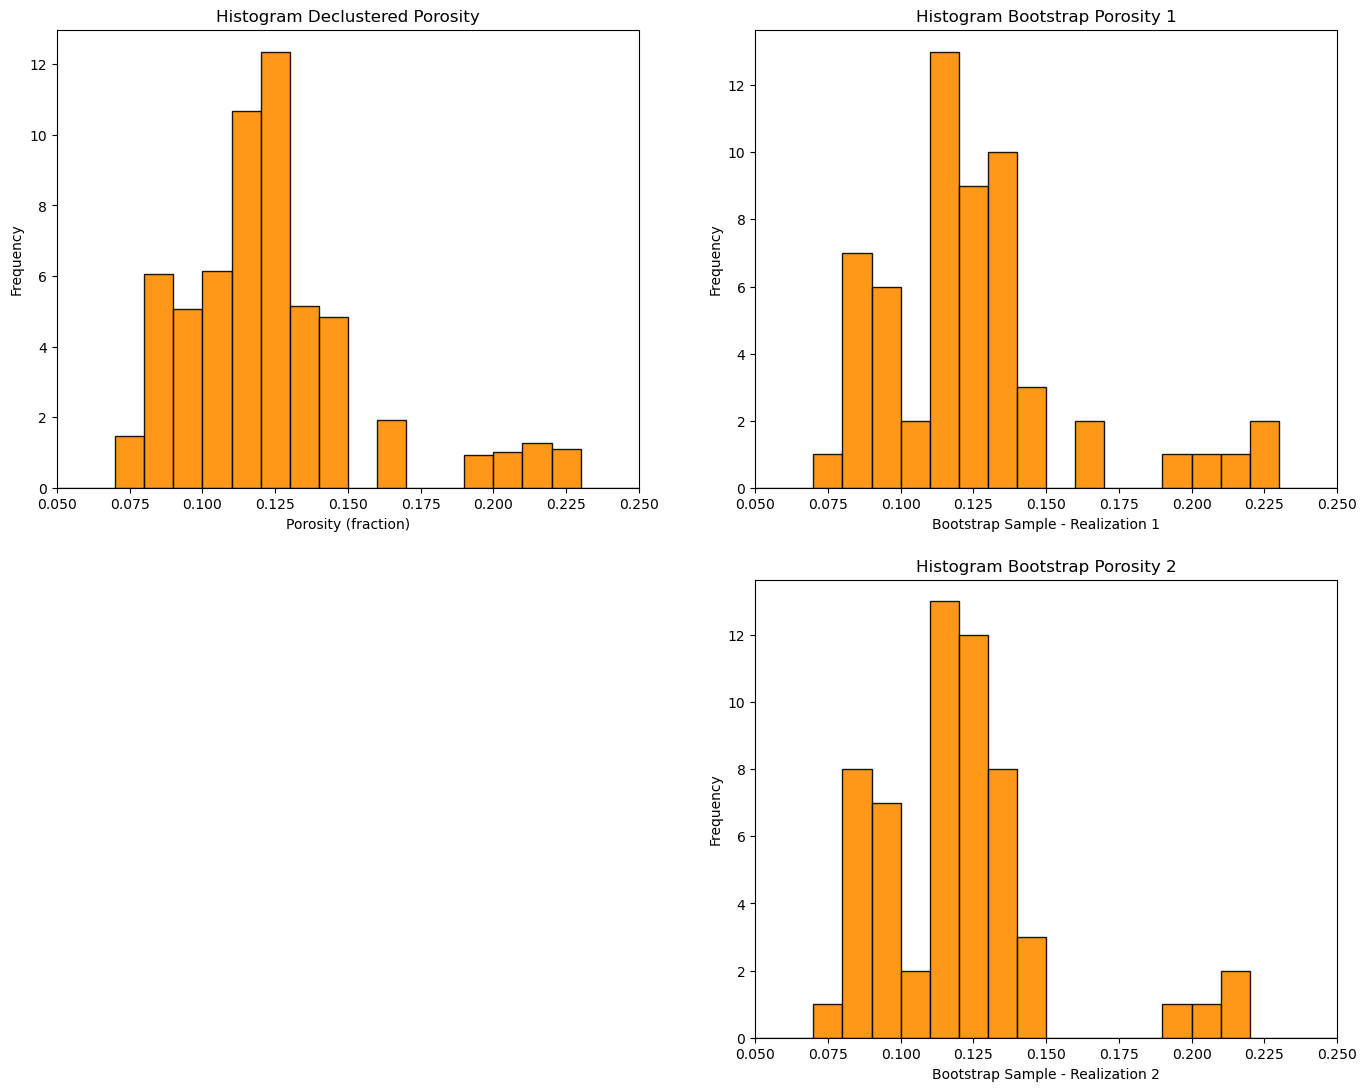 Histogram Declustered Porosity
Frequency
12
10
8
6
4
2
0
0.050 0.075 0.100 0.125 0.150 0.175 0.200 0.225 0.250
Porosity (fraction)
Histogram Bootstrap Porosity 1
Frequency
12
10
8
6
4
2
0
0.050 0.075 0.100 0.125 0.150 0.175 0.200 0.225 0.250
Bootstrap Sample - Realization 1
Histogram Bootstrap Porosity 2
Frequency
12
10
8
6
4
2
0
0.050 0.075 0.100 0.125 0.150 0.175 0.200 0.225 0.250
Bootstrap Sample - Realization 2